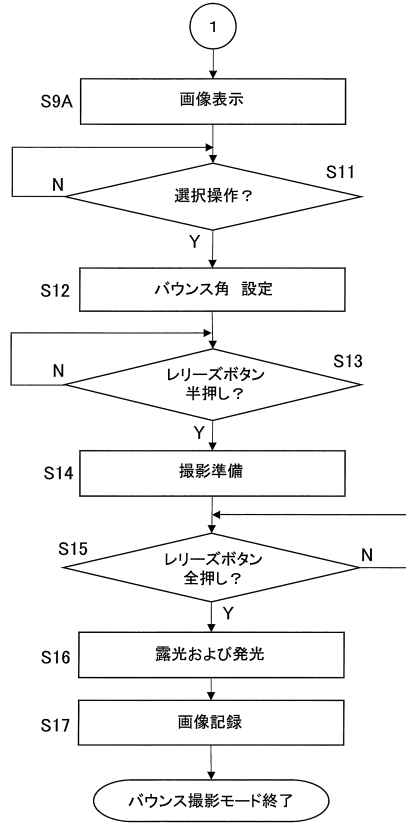 1
S9A
画像表示
S11
選択操作？
N
Y
S12
バウンス角 設定
S13
レリーズボタン
半押し？
N
Y
S14
撮影準備
S15
レリーズボタン
全押し？
N
Y
S16
露光および発光
S17
画像記録
バウンス撮影モード終了